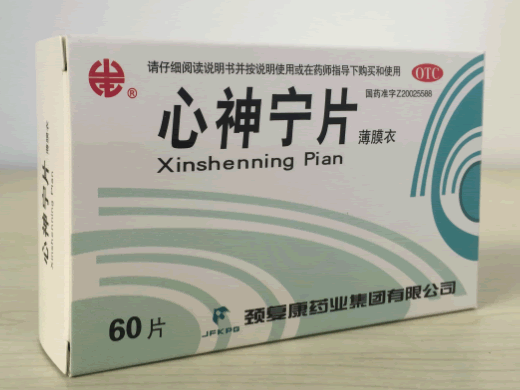 请仔细阅读说明书并按说明使用或在药师指导下购买和使用
OTC
国药准字Z20025588
®
心神宁片
薄膜衣
Xinshenning Pian
60片
JFKPG
颈复康药业集团有限公司
心神宁片